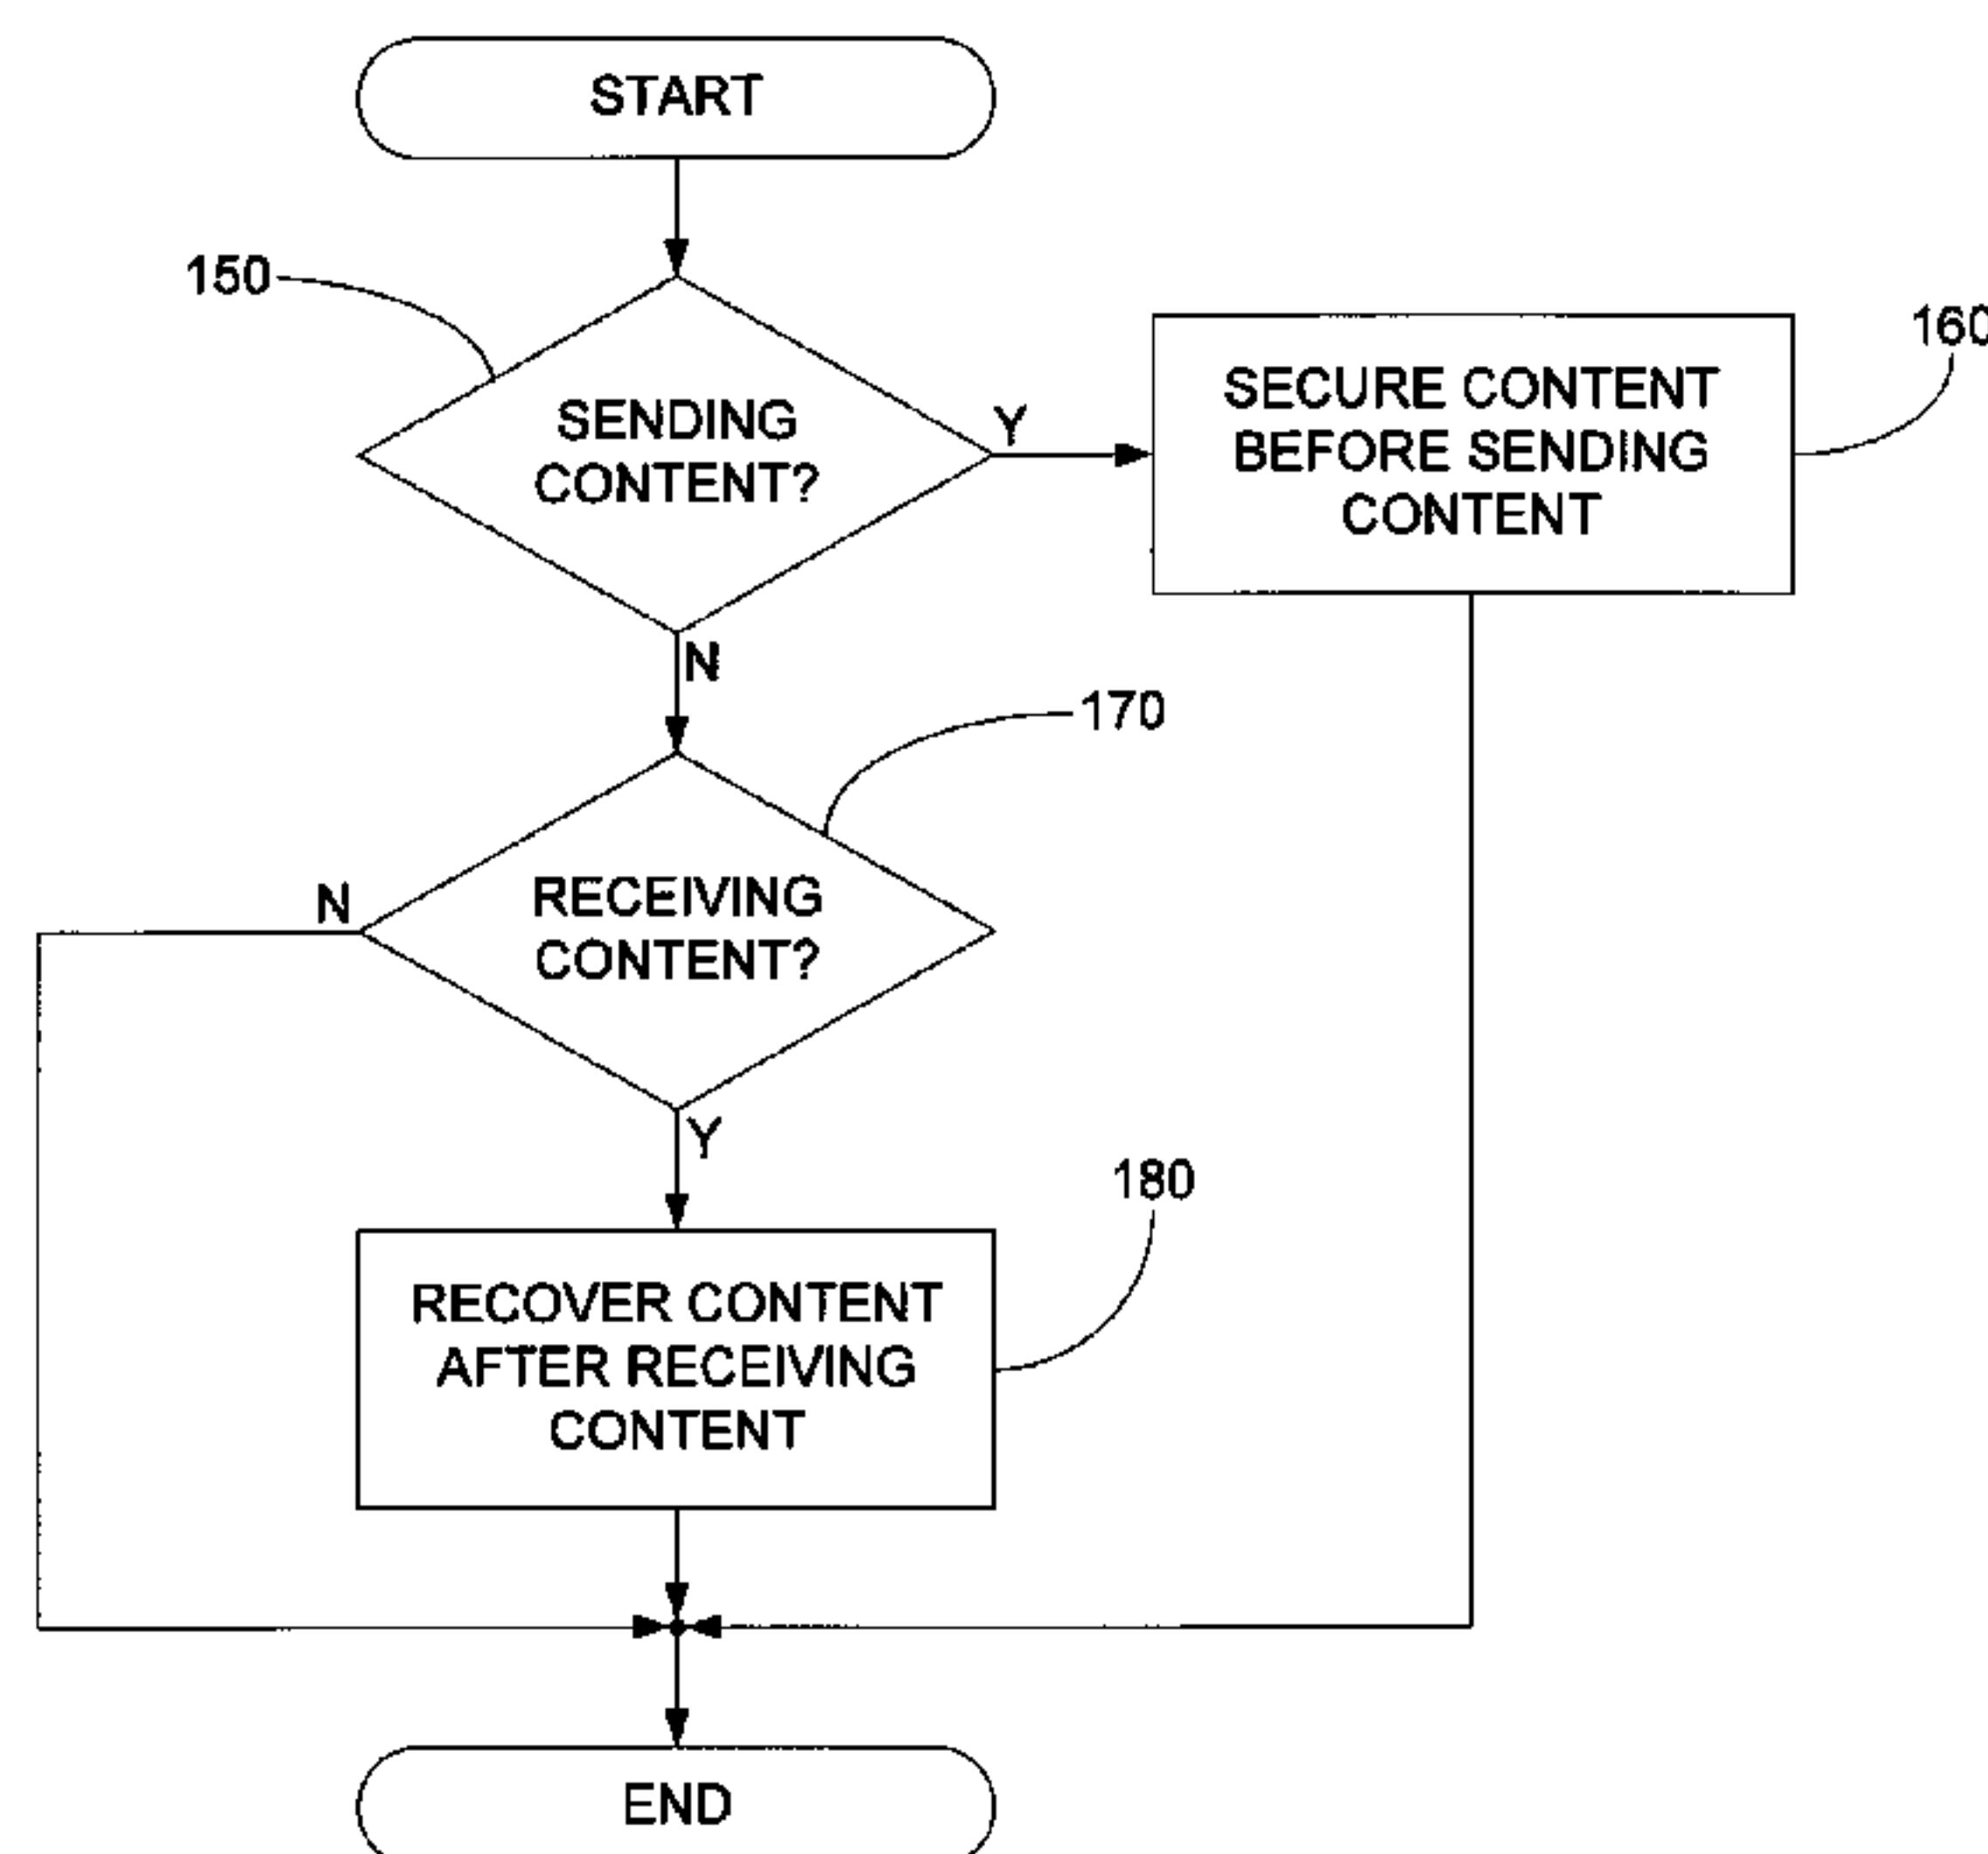 START
150
SENDING
CONTENT?
Y
160
SECURE CONTENT
BEFORE SENDING
CONTENT
N
170
RECEIVING
CONTENT?
N
Y
180
RECOVER CONTENT
AFTER RECEIVING
CONTENT
END